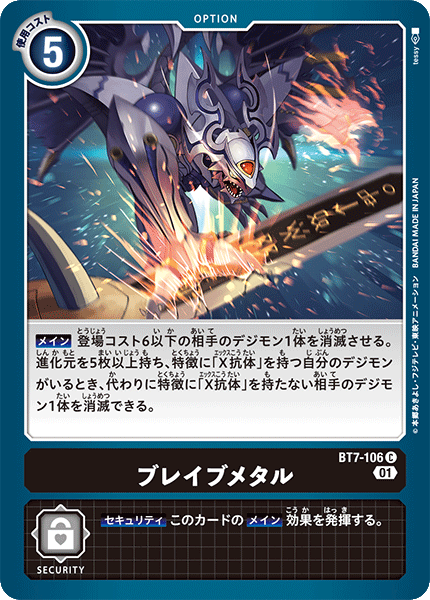 OPTION
使用コスト
5
tessy
BANDAI MADE IN JAPAN
©本郷あきよし・フジテレビ・東映アニメーション
メイン 登場コスト6以下の相手のデジモン1体を消滅させる。
進化元を5枚以上持ち、特徴に「X抗体」を持つ自分のデジモン
がいるとき、代わりに特徴に「X抗体」を持たない相手のデジモ
ン1体を消滅できる。
BT7-106 C
01
ブレイブメタル
セキュリティ このカードの メイン 効果を発揮する。
SECURITY